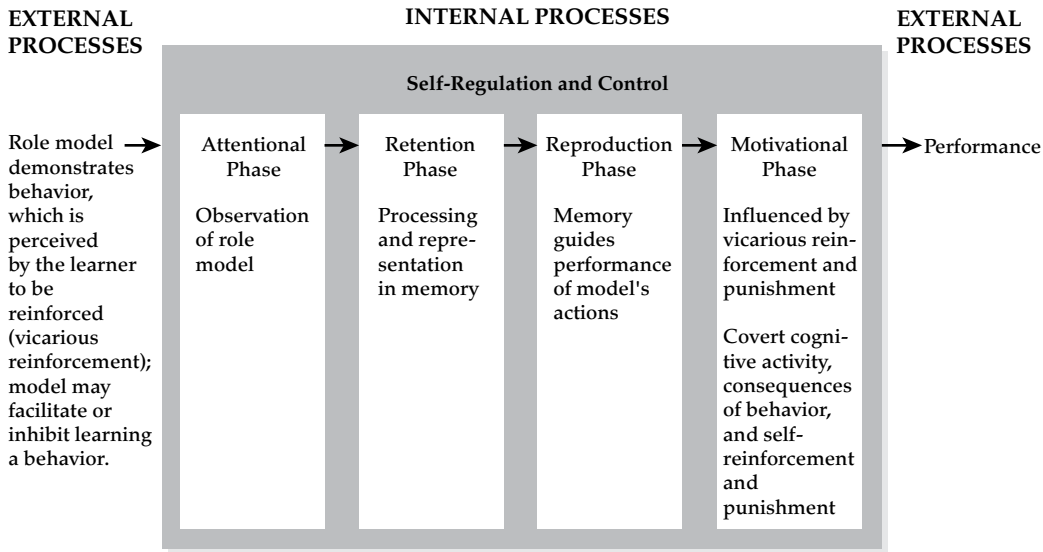 EXTERNAL
PROCESSES
INTERNAL PROCESSES
EXTERNAL
PROCESSES
Self-Regulation and Control
Role model
demonstrates
behavior,
which is
perceived
by the learner
to be
reinforced
(vicarious
reinforcement);
model may
facilitate or
inhibit learning
a behavior.
Attentional
Phase
Observation
of role
model
Retention
Phase
Processing
and repre-
sentation
in memory
Reproduction
Phase
Memory
guides
performance
of model's
actions
Motivational
Phase
Influenced by
vicarious rein-
forcement and
punishment
Covert cogni-
tive activity,
consequences
of behavior,
and self-
reinforcement
and
punishment
Performance